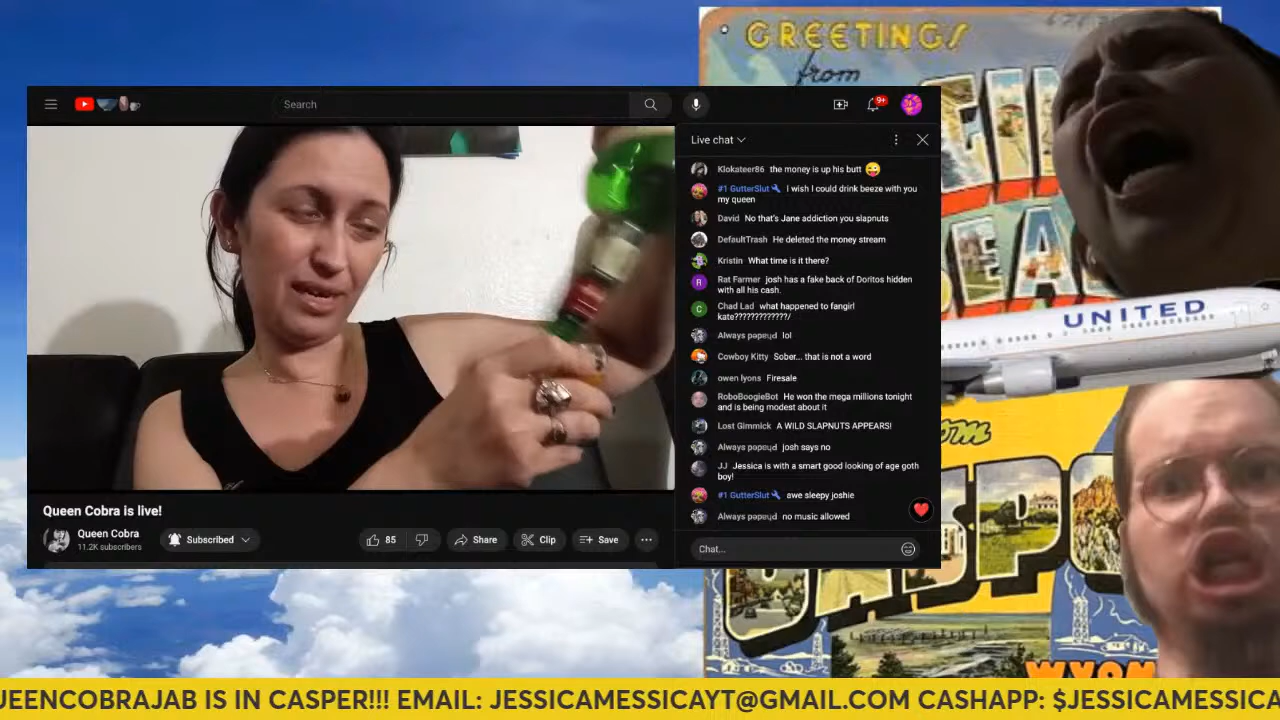 GREETINGS
from
Search
9+
UNITED
Live chat
Klokateer86 the money is up his butt
#1 GutterSlut I wish I could drink beeze with you
my queen
David No that's Jane addiction you slapnuts
DefaultTrash He deleted the money stream
Kristin What time is it there?
Rat Farmer josh has a fake back of Doritos hidden
with all his cash.
Chad Lad what happened to fangirl
kate????????????/
Always papeyd lol
Cowboy Kitty Sober... that is not a word
owen lyons Firesale
RoboBoogieBot He won the mega millions tonight
and is being modest about it
Lost Gimmick A WILD SLAPNUTS APPEARS!
Always papeyd josh says no
JJ Jessica is with a smart good looking of age goth
boy!
#1 GutterSlut awe sleepy joshie
Always papeyd no music allowed
Chat...
Queen Cobra is live!
Queen Cobra
11.2K subscribers
Subscribed
85
Share
Clip
Save
UEENCOBRAJAB IS IN CASPER!!! EMAIL: JESSICAMESSICAYT@GMAIL.COM CASHAPP: $JESSICAMESSICA